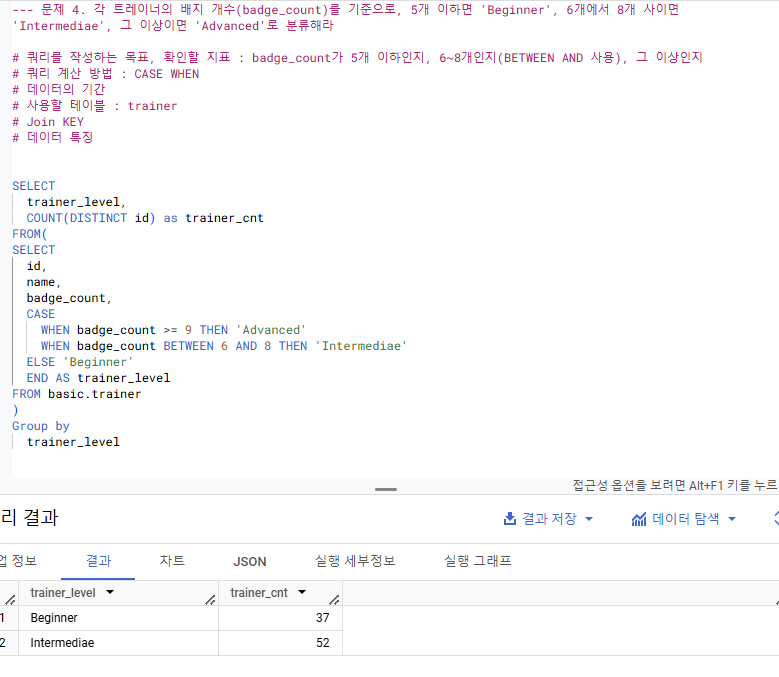 --- 문제 4. 각 트레이너의 배지 개수(badge_count)를 기준으로, 5개 이하면 'Beginner', 6개에서 8개 사이면
'Intermediae', 그 이상이면 'Advanced'로 분류해라
# 쿼리를 작성하는 목표, 확인할 지표 : badge_count가 5개 이하인지, 6~8개인지(BETWEEN AND 사용), 그 이상인지
# 쿼리 계산 방법 : CASE WHEN
# 데이터의 기간
# 사용할 테이블 : trainer
# Join KEY
# 데이터 특징
SELECT
trainer_level,
COUNT(DISTINCT id) as trainer_cnt
FROM(
SELECT
id,
name,
badge_count,
CASE
WHEN badge_count >= 9 THEN 'Advanced'
WHEN badge_count BETWEEN 6 AND 8 THEN 'Intermediae'
ELSE 'Beginner'
END AS trainer_level
FROM basic.trainer
)
Group by
trainer_level
접근성 옵션을 보려면 Alt+F1 키를 누르
리 결과 결과 저장 데이터 탐색
업 정보 결과 차트 JSON 실행 세부정보 실행 그래프
trainer_level trainer_cnt
1 Beginner 37
2 Intermediae 52